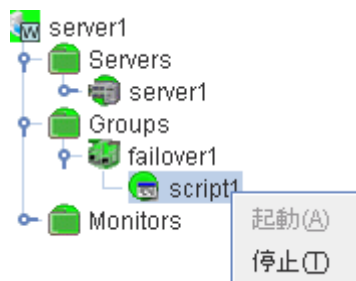 server1
Servers
server1
Groups
failover1
script1
Monitors
起動(A)
停止(T)